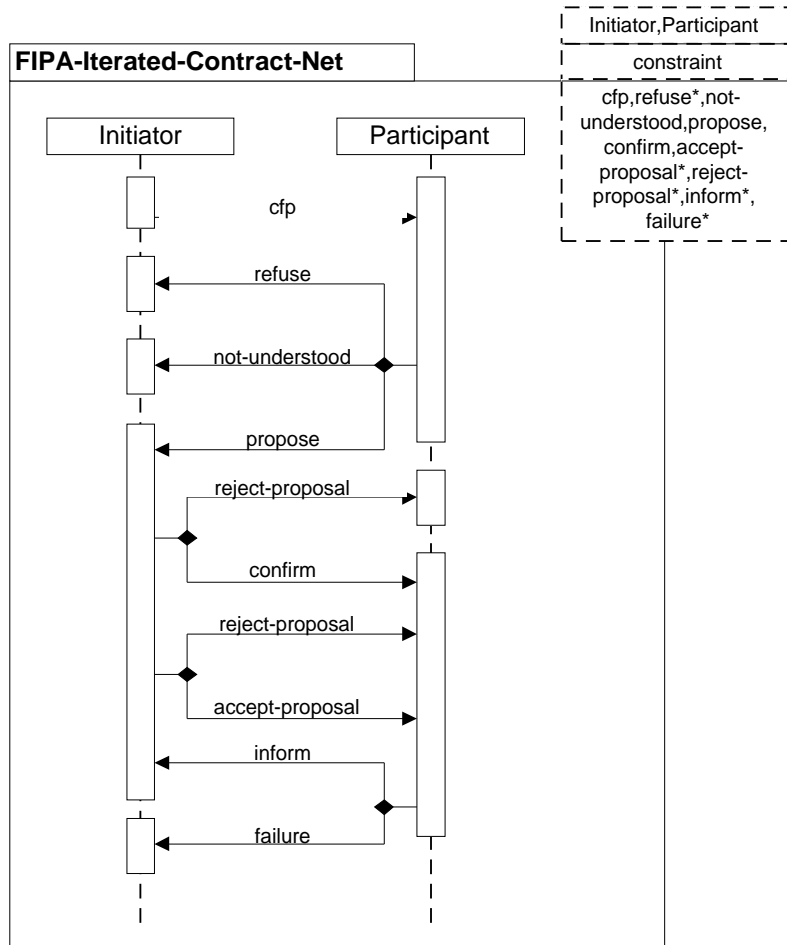 Initiator,Participant
FIPA-Iterated-Contract-Net
constraint
cfp,refuse*,not-
understood,propose,
confirm,accept-
proposal*,reject-
proposal*,inform*,
failure*
Initiator
Participant
cfp
refuse
not-understood
propose
reject-proposal
confirm
reject-proposal
accept-proposal
inform
failure